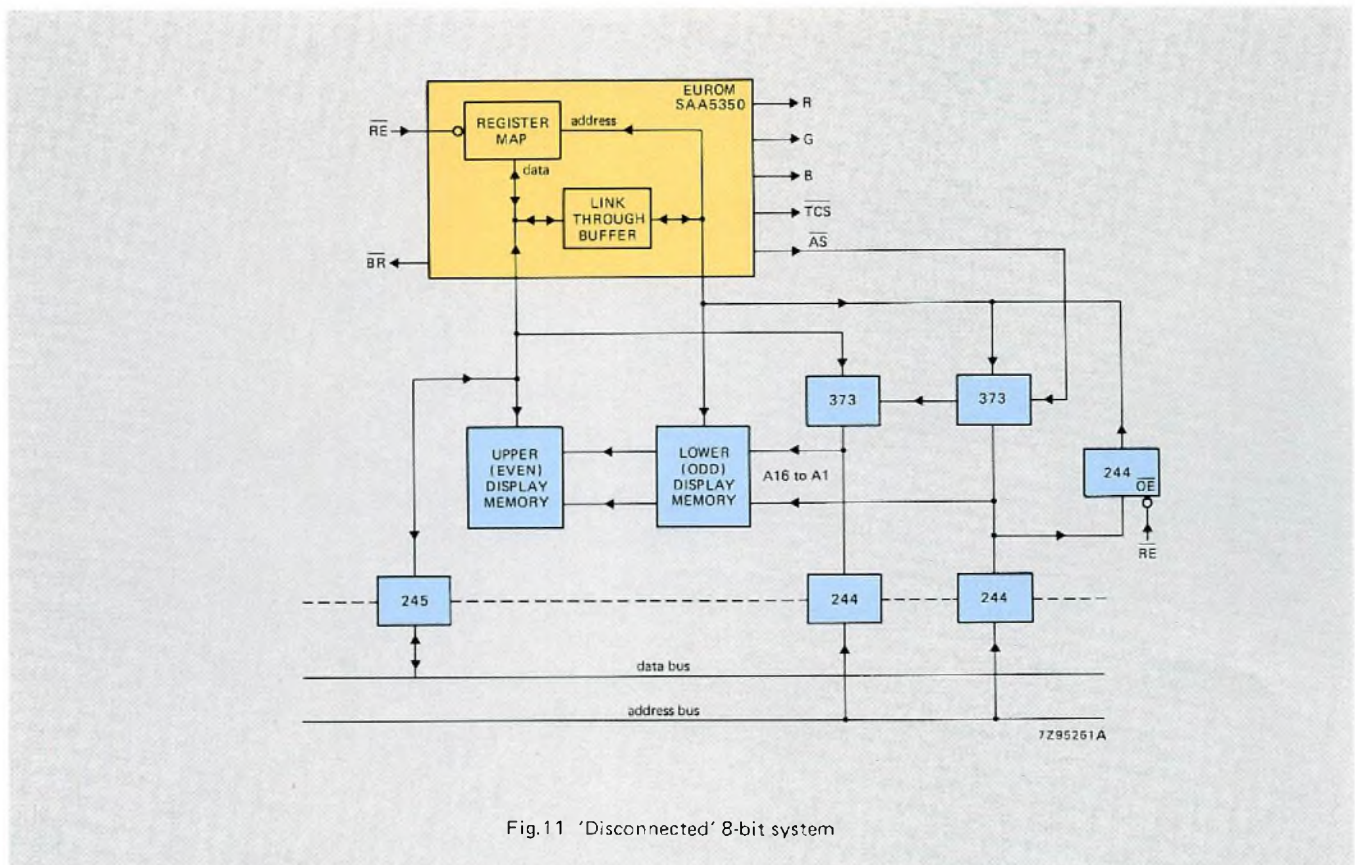 EUROM
SAA5350
R
G
B
TCS
AS
RE
REGISTER
MAP
address
data
LINK
THROUGH
BUFFER
BR
373
373
UPPER
(EVEN)
DISPLAY
MEMORY
LOWER
(ODD)
DISPLAY
MEMORY
A16 to A1
244
OE
RE
245
244
244
data bus
address bus
7Z95261A
Fig.11 'Disconnected' 8-bit system